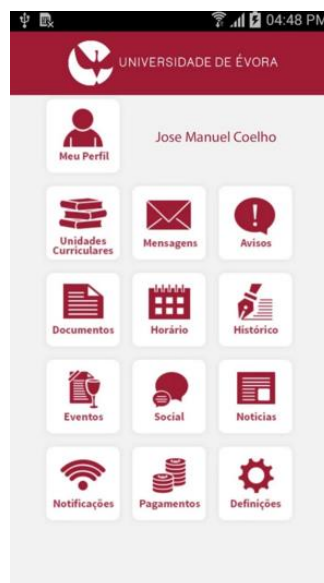 04:48 PM
UNIVERSIDADE DE ÉVORA
Meu Perfil
Jose Manuel Coelho
Unidades
Curriculares
Mensagens
Avisos
Documentos
Horário
Histórico
Eventos
Social
Noticias
Notificações
Pagamentos
Definições